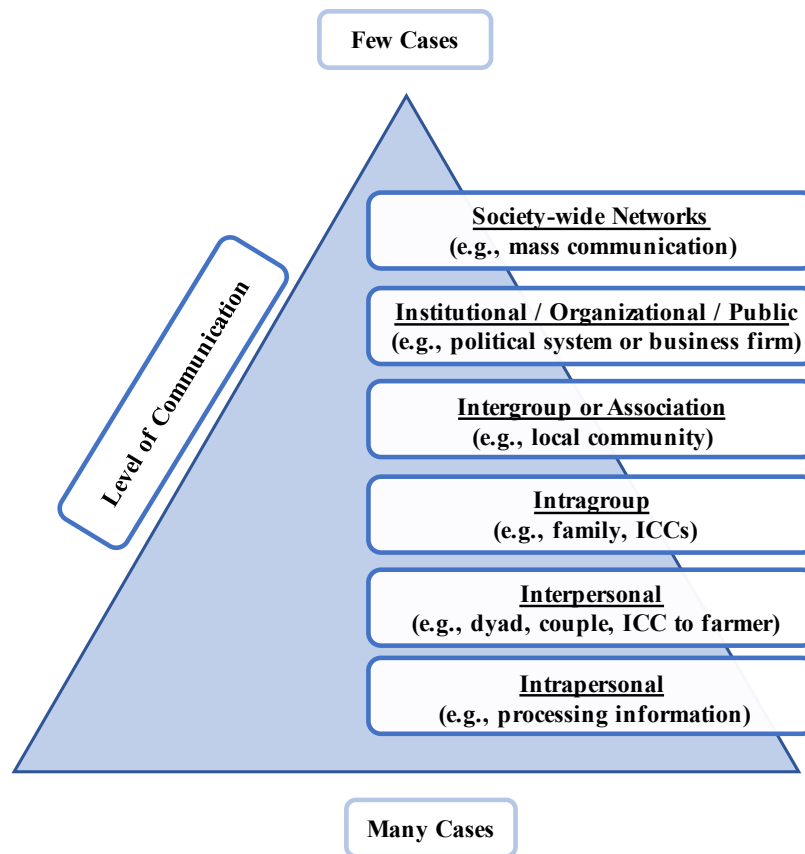 Few Cases
Level of Communication
Society-wide Networks
(e.g., mass communication)
Institutional / Organizational / Public
(e.g., political system or business firm)
Intergroup or Association
(e.g., local community)
Intragroup
(e.g., family, ICCs)
Interpersonal
(e.g., dyad, couple, ICC to farmer)
Intrapersonal
(e.g., processing information)
Many Cases